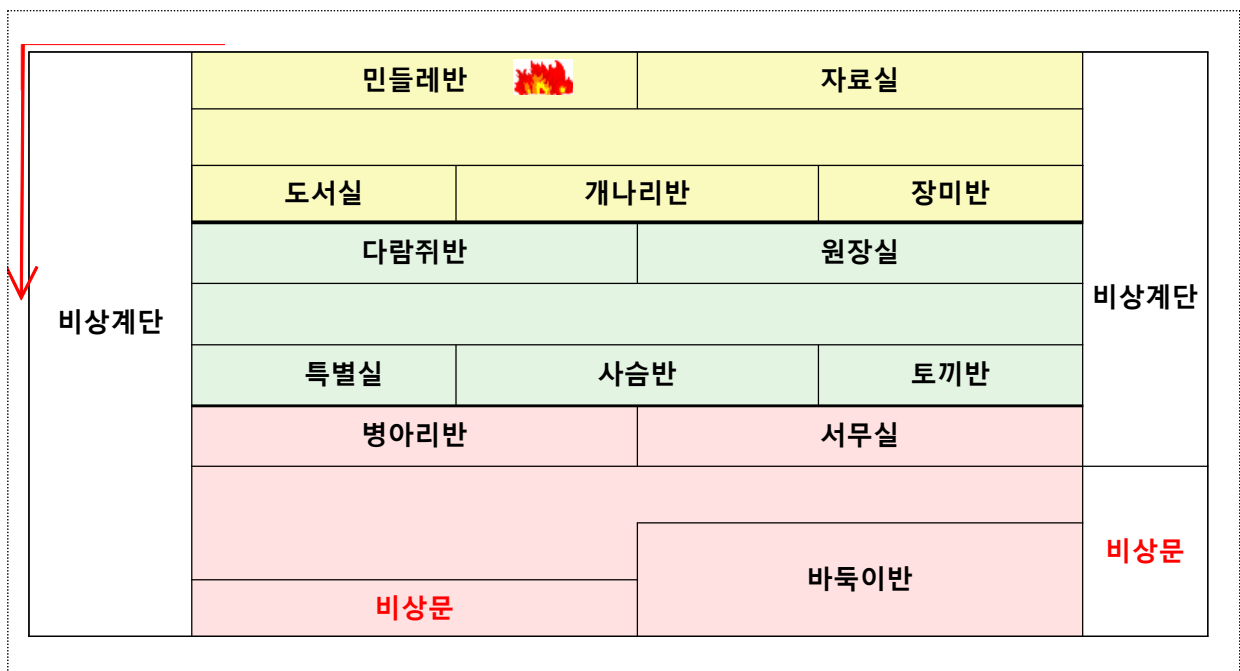 민들레반 자료실
도서실 개나리반 장미반
다람쥐반 원장실
비상계단 비상계단
특별실 사슴반 토끼반
병아리반 서무실
비상문
바둑이반
비상문